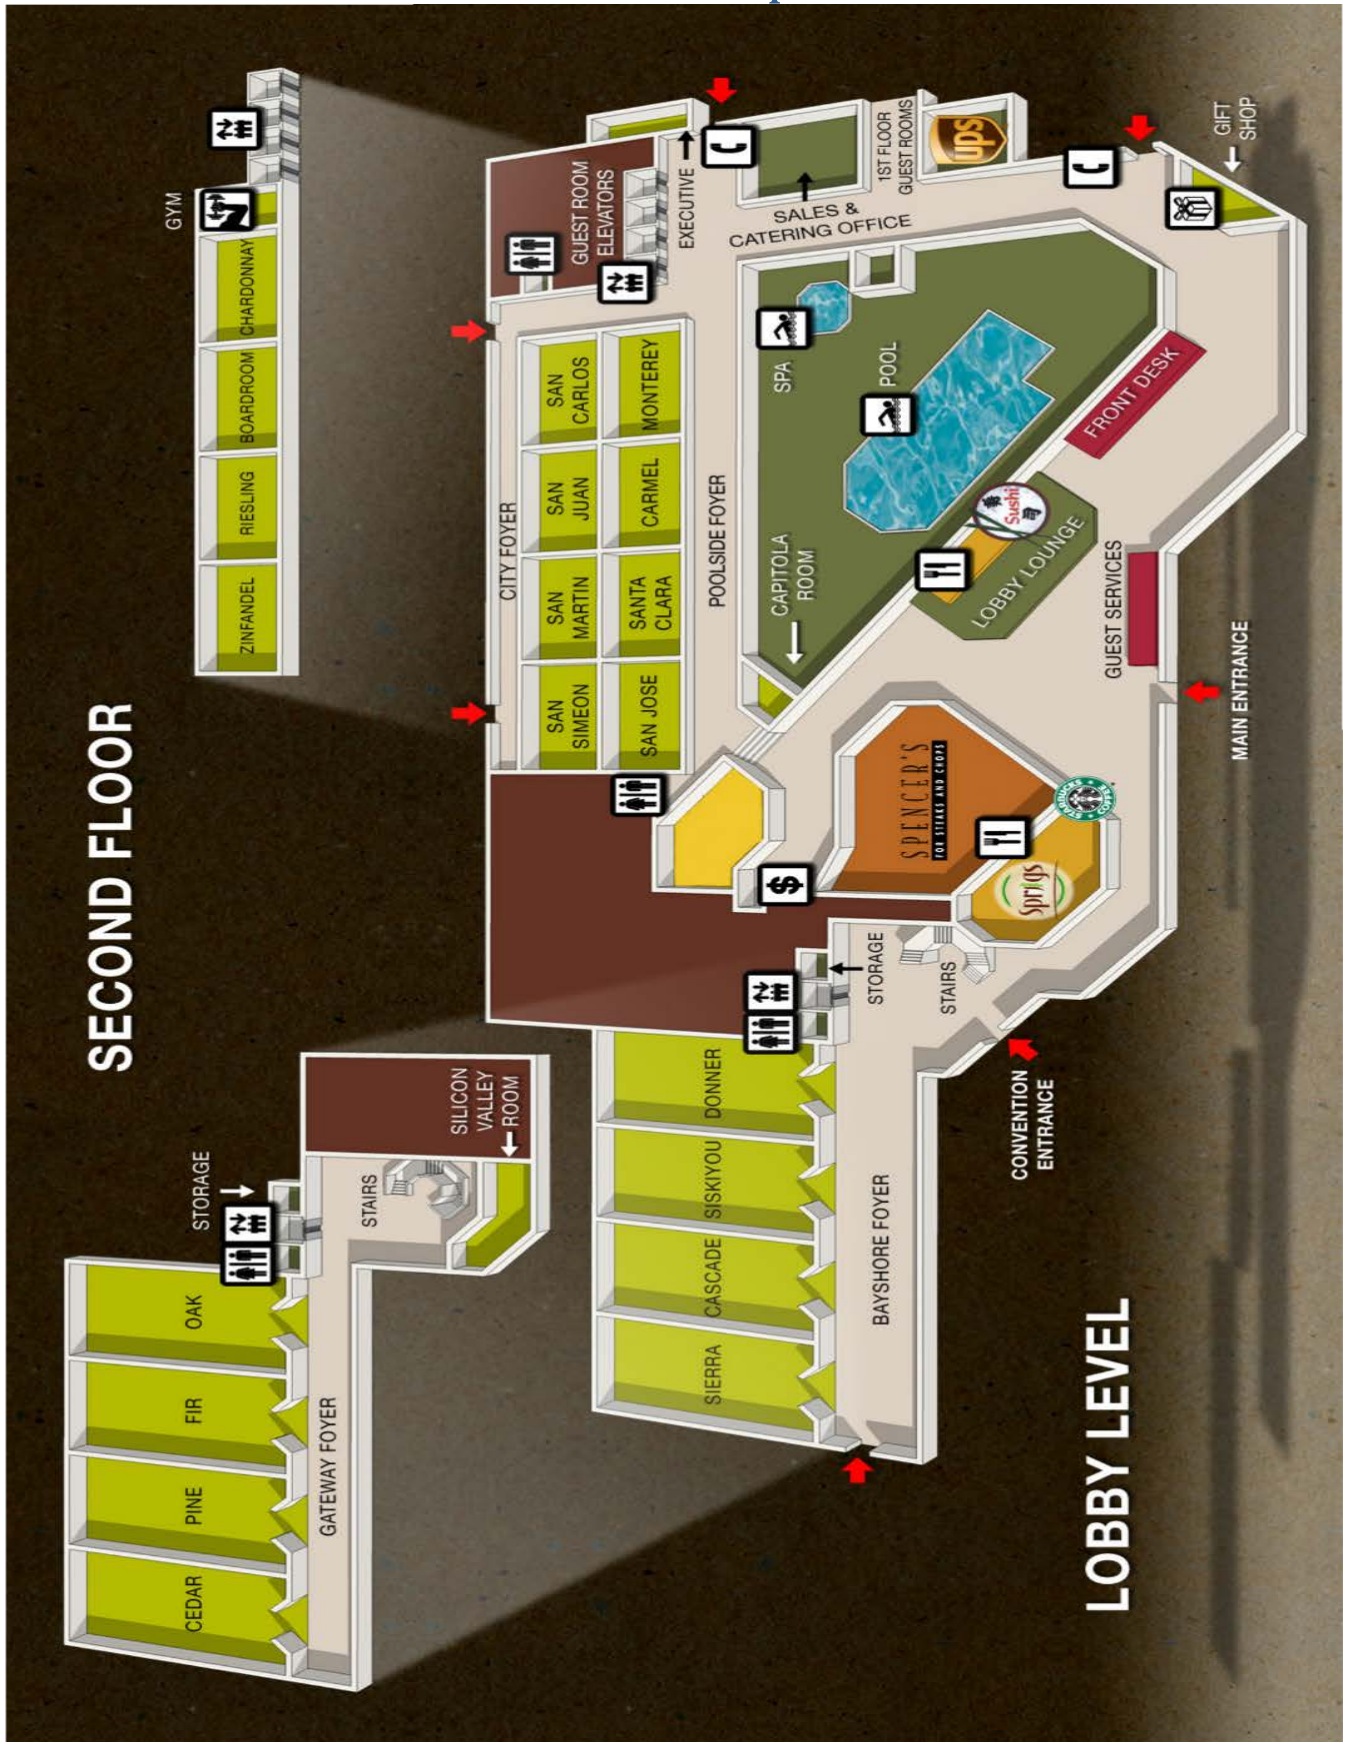 SECOND FLOOR
CEDAR
PINE
FIR
OAK
GATEWAY FOYER
STORAGE
STAIRS
SILICON
VALLEY
ROOM
ZINFANDEL
RIESLING
BOARDROOM
CHARDONNAY
GYM
LOBBY LEVEL
SIERRA
CASCADE
SISKIYOU
DONNER
BAYSHORE FOYER
CONVENTION
ENTRANCE
STORAGE
STAIRS
$
CITY FOYER
SAN
SIMEON
SAN
MARTIN
SAN
JUAN
SAN
CARLOS
SAN JOSE
SANTA
CLARA
CARMEL
MONTEREY
POOLSIDE FOYER
GUEST ROOM
ELEVATORS
EXECUTIVE
SALES &
CATERING OFFICE
1ST FLOOR
GUEST ROOMS
ups
GIFT
SHOP
CAPITOLA
ROOM
SPA
POOL
FRONT DESK
Sushi
LOBBY LOUNGE
GUEST SERVICES
MAIN ENTRANCE
SPENCER'S
FOR STEAKS AND CHOPS
STARBUCKS
COFFEE
Sprigs